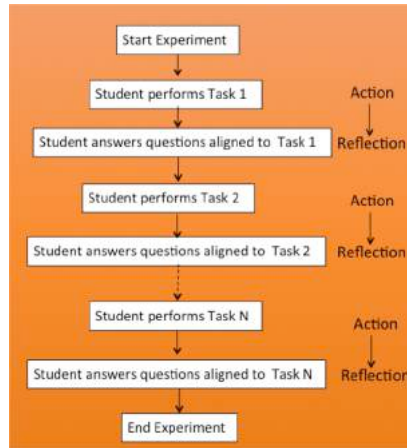 Start Experiment
Student performs Task 1
Action
Student answers questions aligned to Task 1
Reflection
Student performs Task 2
Action
Student answers questions aligned to Task 2
Reflection
Student performs Task N
Action
Student answers questions aligned to Task N
Reflection
End Experiment